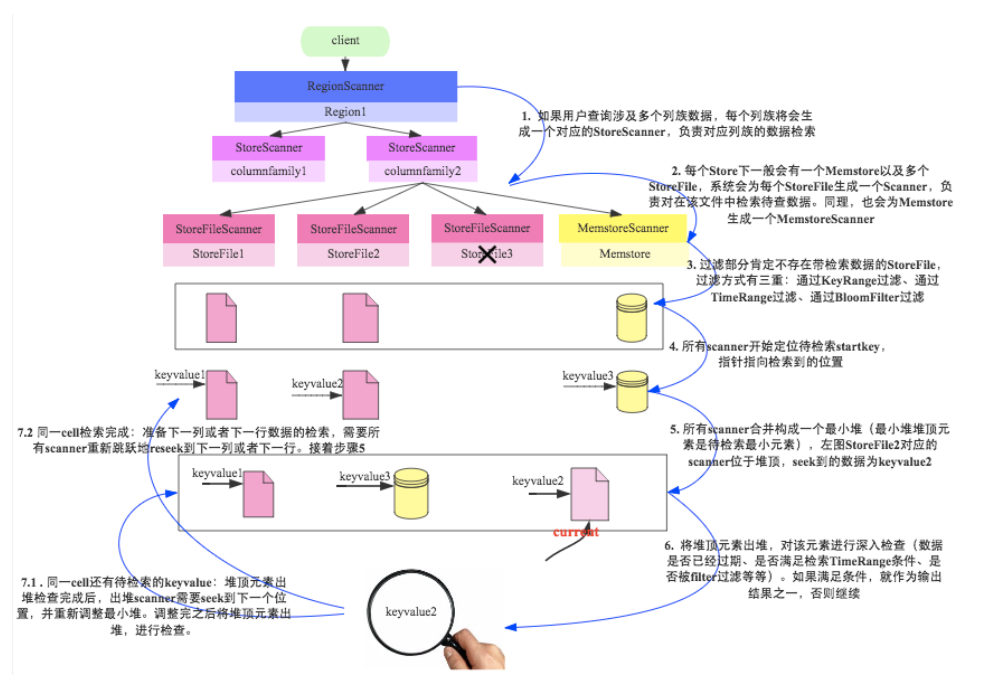 client
RegionScanner
Region1
1. 如果用户查询涉及多个列族数据，每个列族将会生
成一个对应的StoreScanner，负责对应列族的数据检索
StoreScanner
columnfamily1
StoreScanner
columnfamily2
2. 每个Store下一般会有一个Memstore以及多个
StoreFile，系统会为每个StoreFile生成一个Scanner，负
责对在该文件中检索待查数据。同理，也会为Memstore
生成一个MemstoreScanner
StoreFileScanner
StoreFile1
StoreFileScanner
StoreFile2
StoreFileScanner
StoreFile3
MemstoreScanner
Memstore
3. 过滤部分肯定不存在带检索数据的StoreFile，
过滤方式有三重：通过KeyRange过滤、通过
TimeRange过滤、通过BloomFilter过滤
4. 所有scanner开始定位待检索startkey，
指针指向检索到的位置
keyvalue1
keyvalue2
keyvalue3
7.2 同一cell检索完成：准备下一列或者下一行数据的检索，需要所
有scanner重新跳跃地reseek到下一列或者下一行。接着步骤5
5. 所有scanner合并构成一个最小堆（最小堆堆顶元
素是待检索最小元素），左图StoreFile2对应的
scanner位于堆顶，seek到的数据为keyvalue2
keyvalue1
keyvalue3
keyvalue2
current
6. 将堆顶元素出堆，对该元素进行深入检查（数据
是否已经过期、是否满足检索TimeRange条件、是
否被filter过滤等等）。如果满足条件，就作为输出
结果之一，否则继续
7.1 . 同一cell还有待检索的keyvalue：堆顶元素出
堆检查完成后，出堆scanner需要seek到下一个位
置，并重新调整最小堆。调整完之后将堆顶元素出
堆，进行检查。
keyvalue2